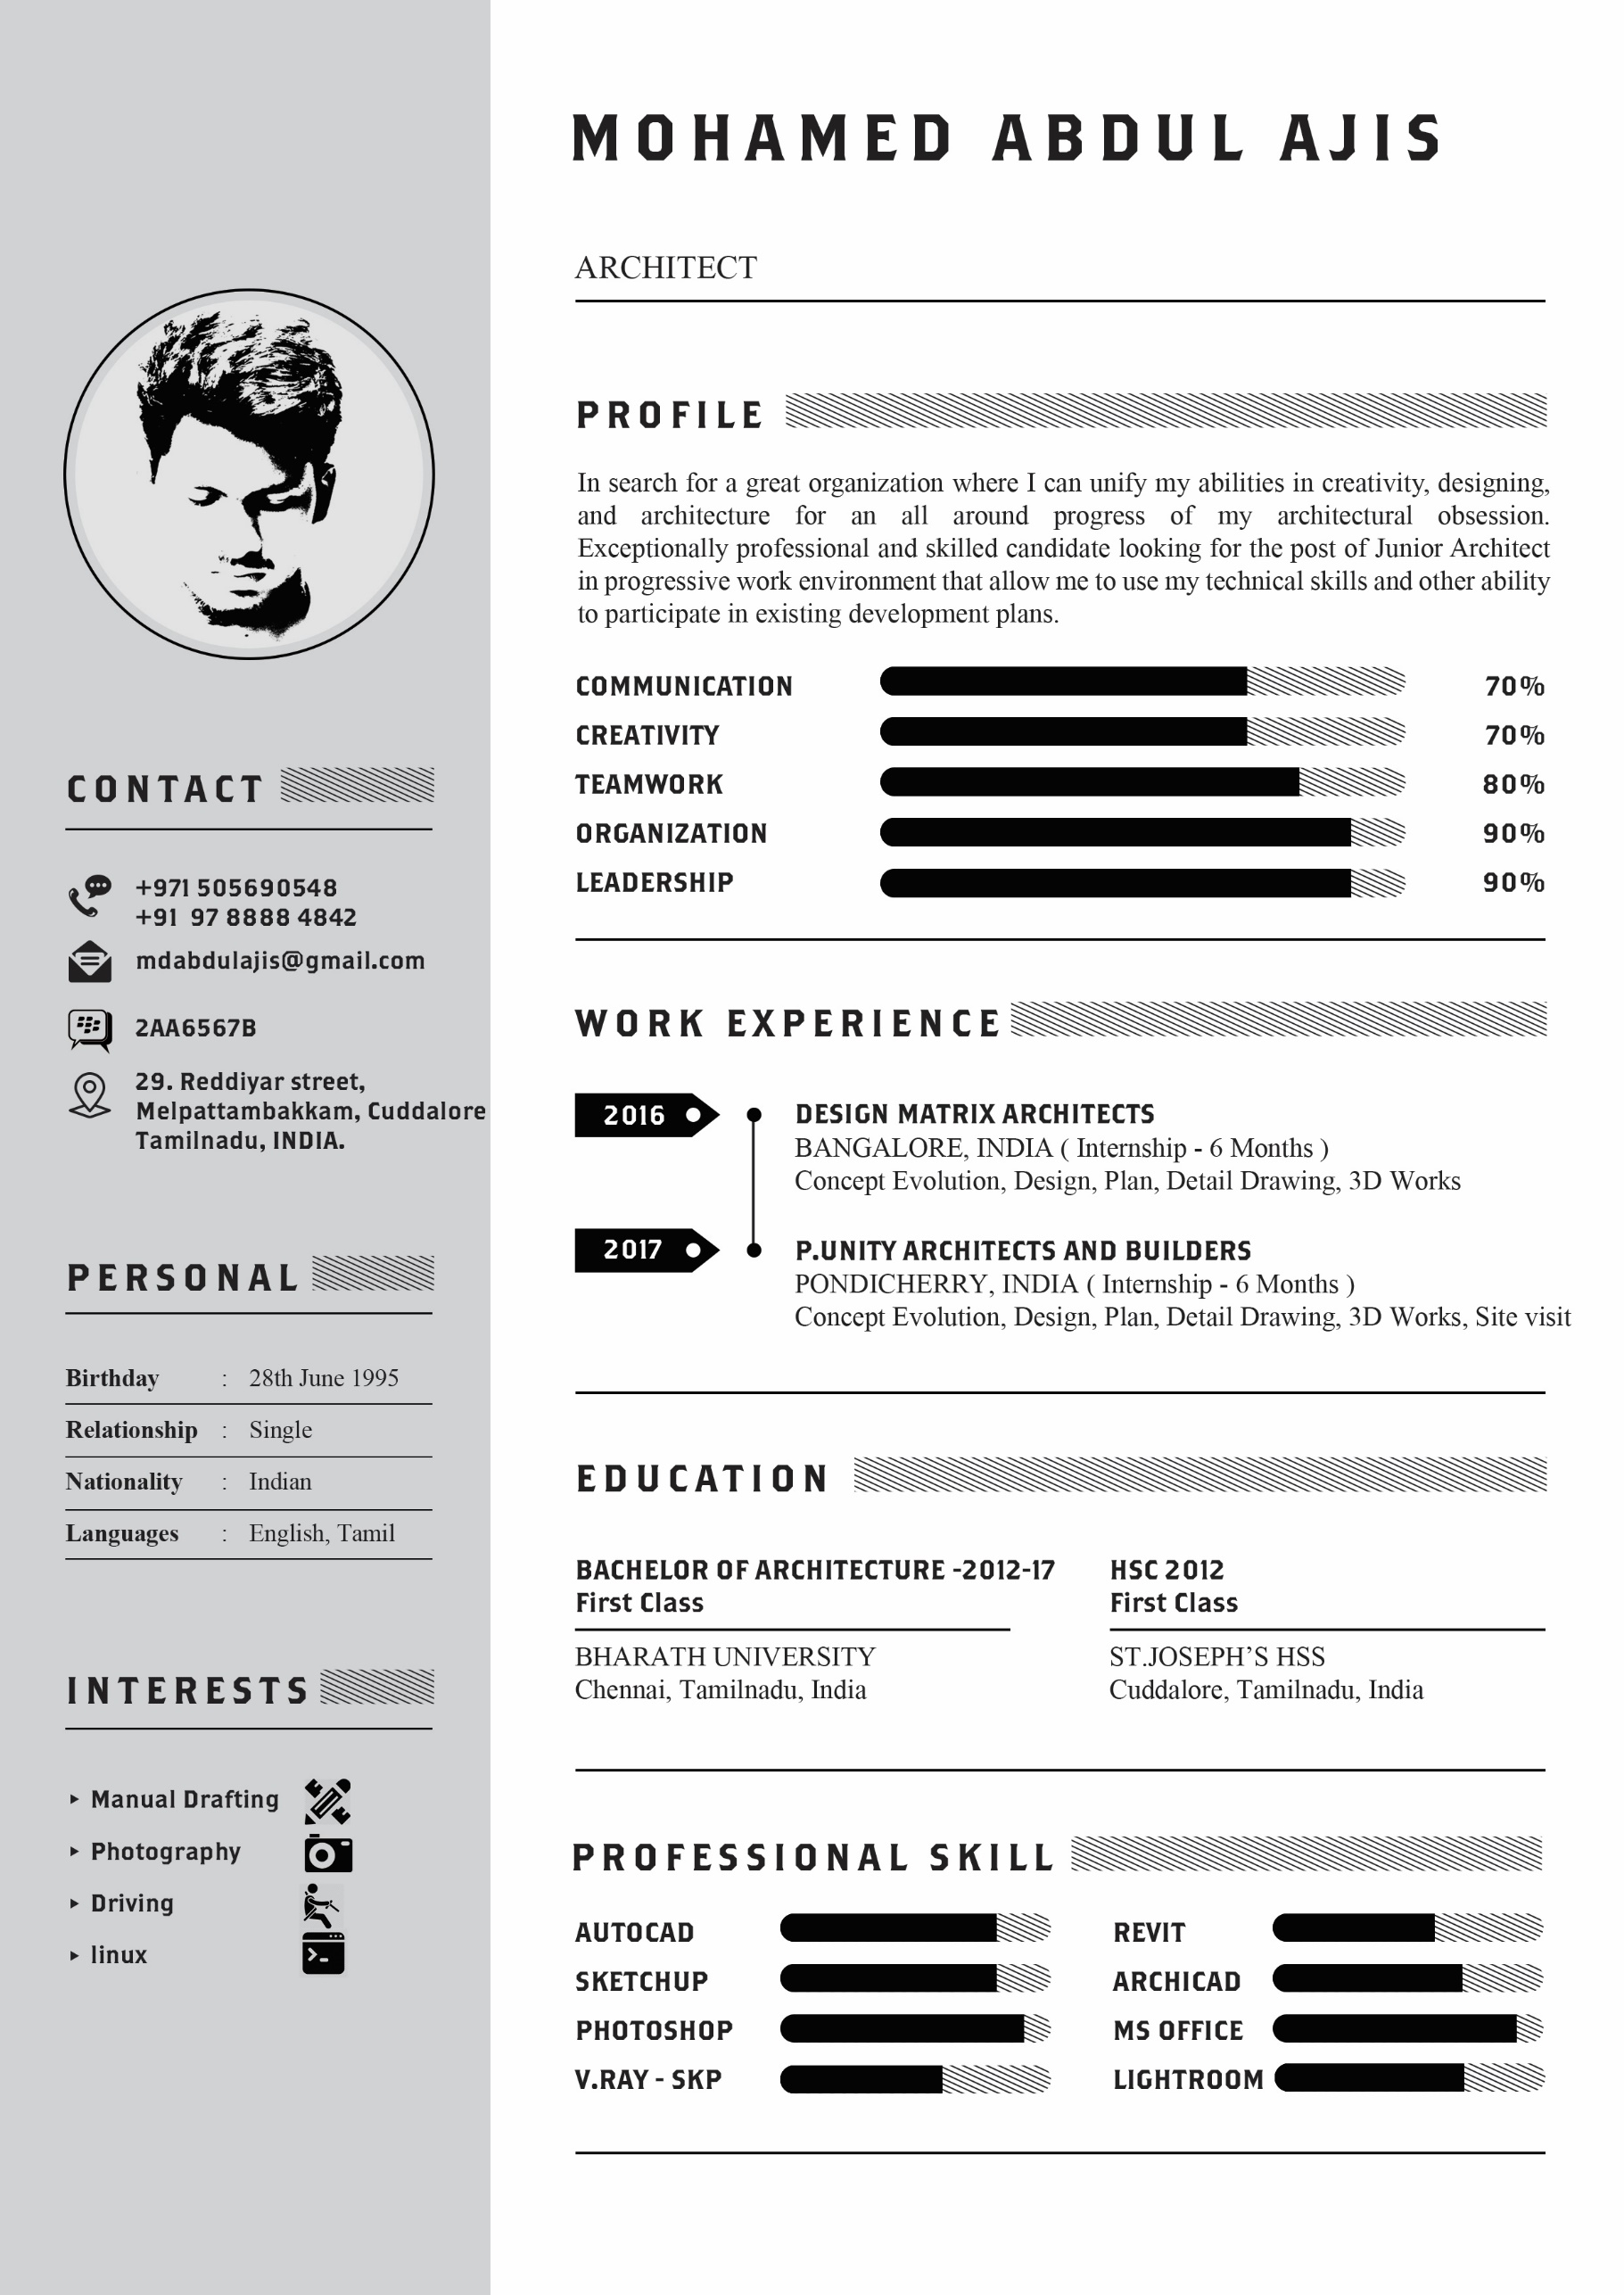 MOHAMED ABDUL AJIS
ARCHITECT
CONTACT
+971 505690548
+91 97 8888 4842
mdabdulajis@gmail.com
2AA6567B
29. Reddiyar street,
Melpattambakkam, Cuddalore
Tamilnadu, INDIA.
PERSONAL
Birthday : 28th June 1995
Relationship : Single
Nationality : Indian
Languages : English, Tamil
INTERESTS
Manual Drafting
Photography
Driving
linux
PROFILE
In search for a great organization where I can unify my abilities in creativity, designing,
and architecture for an all around progress of my architectural obsession.
Exceptionally professional and skilled candidate looking for the post of Junior Architect
in progressive work environment that allow me to use my technical skills and other ability
to participate in existing development plans.
COMMUNICATION 70%
CREATIVITY 70%
TEAMWORK 80%
ORGANIZATION 90%
LEADERSHIP 90%
WORK EXPERIENCE
2016 DESIGN MATRIX ARCHITECTS
BANGALORE, INDIA ( Internship - 6 Months )
Concept Evolution, Design, Plan, Detail Drawing, 3D Works
2017 P.UNITY ARCHITECTS AND BUILDERS
PONDICHERRY, INDIA ( Internship - 6 Months )
Concept Evolution, Design, Plan, Detail Drawing, 3D Works, Site visit
EDUCATION
BACHELOR OF ARCHITECTURE -2012-17
First Class
BHARATH UNIVERSITY
Chennai, Tamilnadu, India
HSC 2012
First Class
ST.JOSEPH’S HSS
Cuddalore, Tamilnadu, India
PROFESSIONAL SKILL
AUTOCAD
SKETCHUP
PHOTOSHOP
V.RAY - SKP
REVIT
ARCHICAD
MS OFFICE
LIGHTROOM